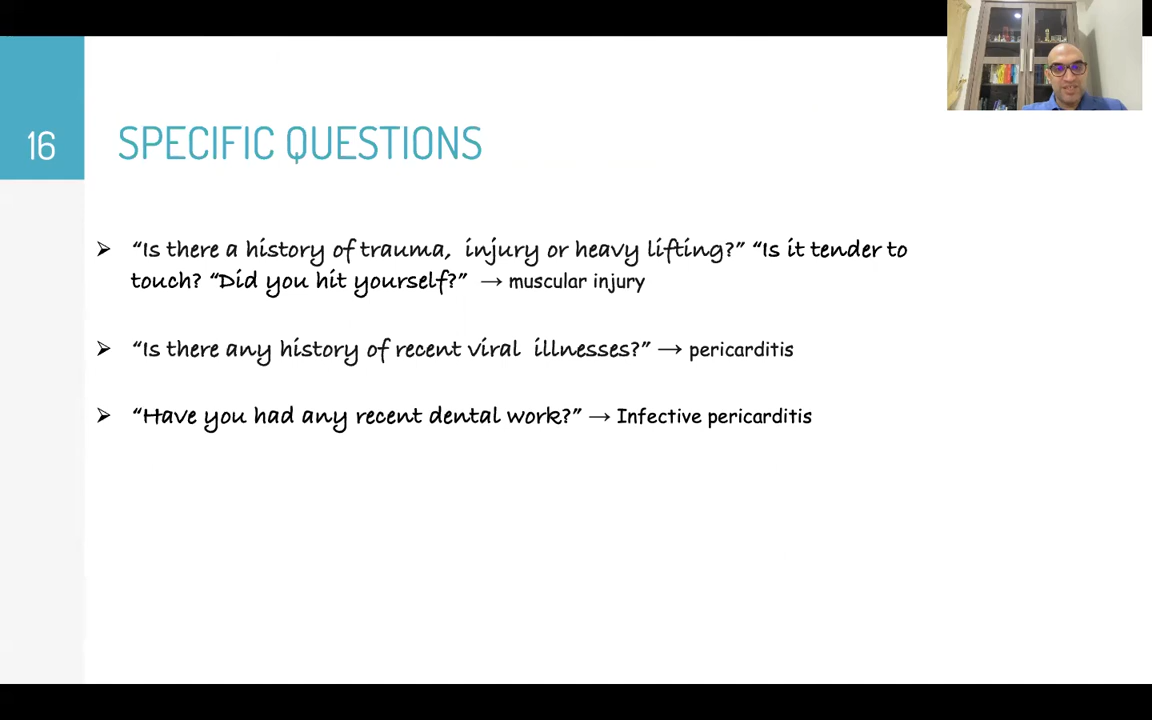 16
SPECIFIC QUESTIONS
➢ “Is there a history of trauma, injury or heavy lifting?” “Is it tender to
touch? “Did you hit yourself?” → muscular injury
➢ “Is there any history of recent viral illnesses?” → pericarditis
➢ “Have you had any recent dental work?” → Infective pericarditis